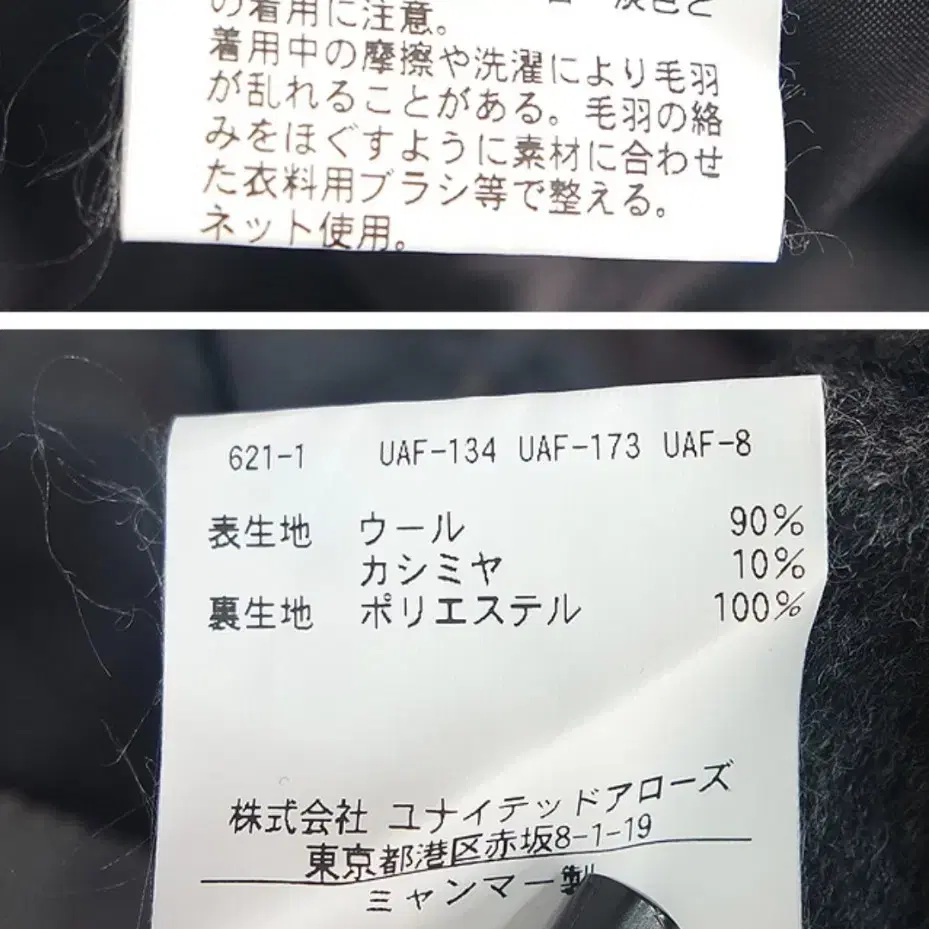 の着用に注意。
着用中の摩擦や洗濯により毛羽
が乱れることがある。毛羽の絡
みをほぐすように素材に合わせ
た衣料用ブラシ等で整える。
ネット使用。
621-1 UAF-134 UAF-173 UAF-8
表生地 ウール 90%
カシミヤ 10%
裏生地 ポリエステル 100%
株式会社 ユナイテッドアローズ
東京都港区赤坂8-1-19
ミャンマー製